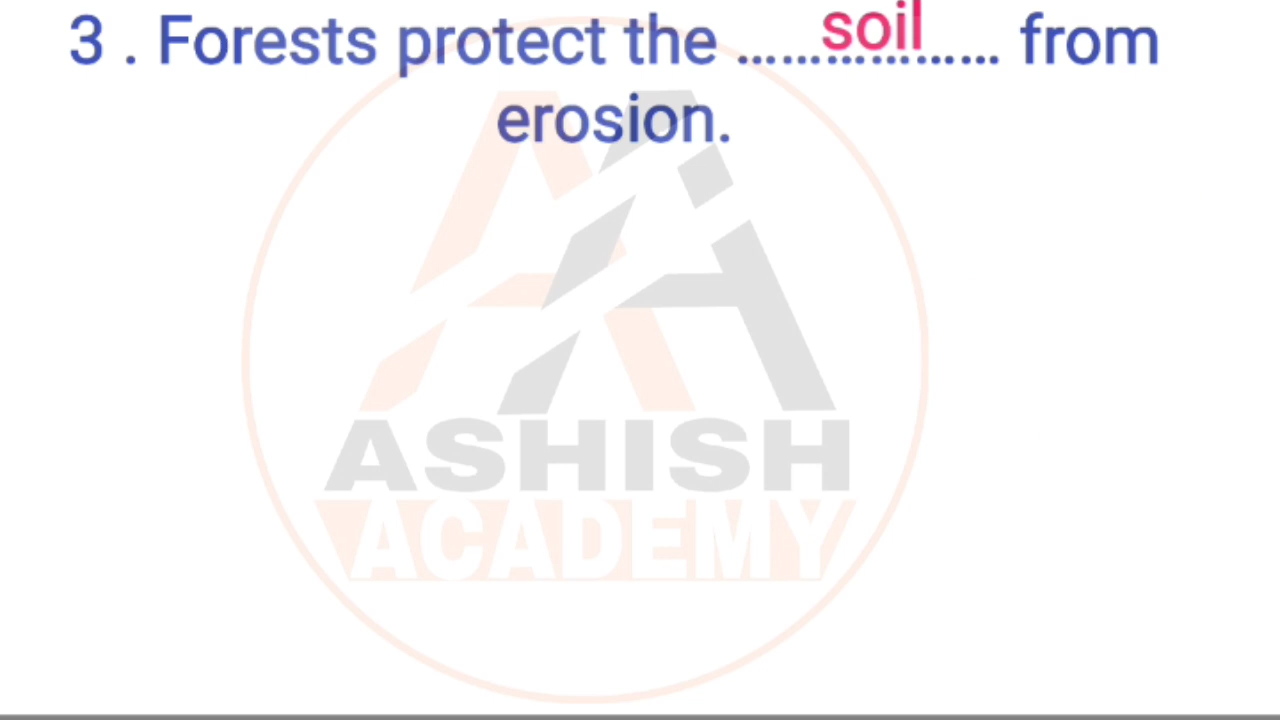 3 . Forests protect the ......soil...... from
erosion.
ASHISH
ACADEMY